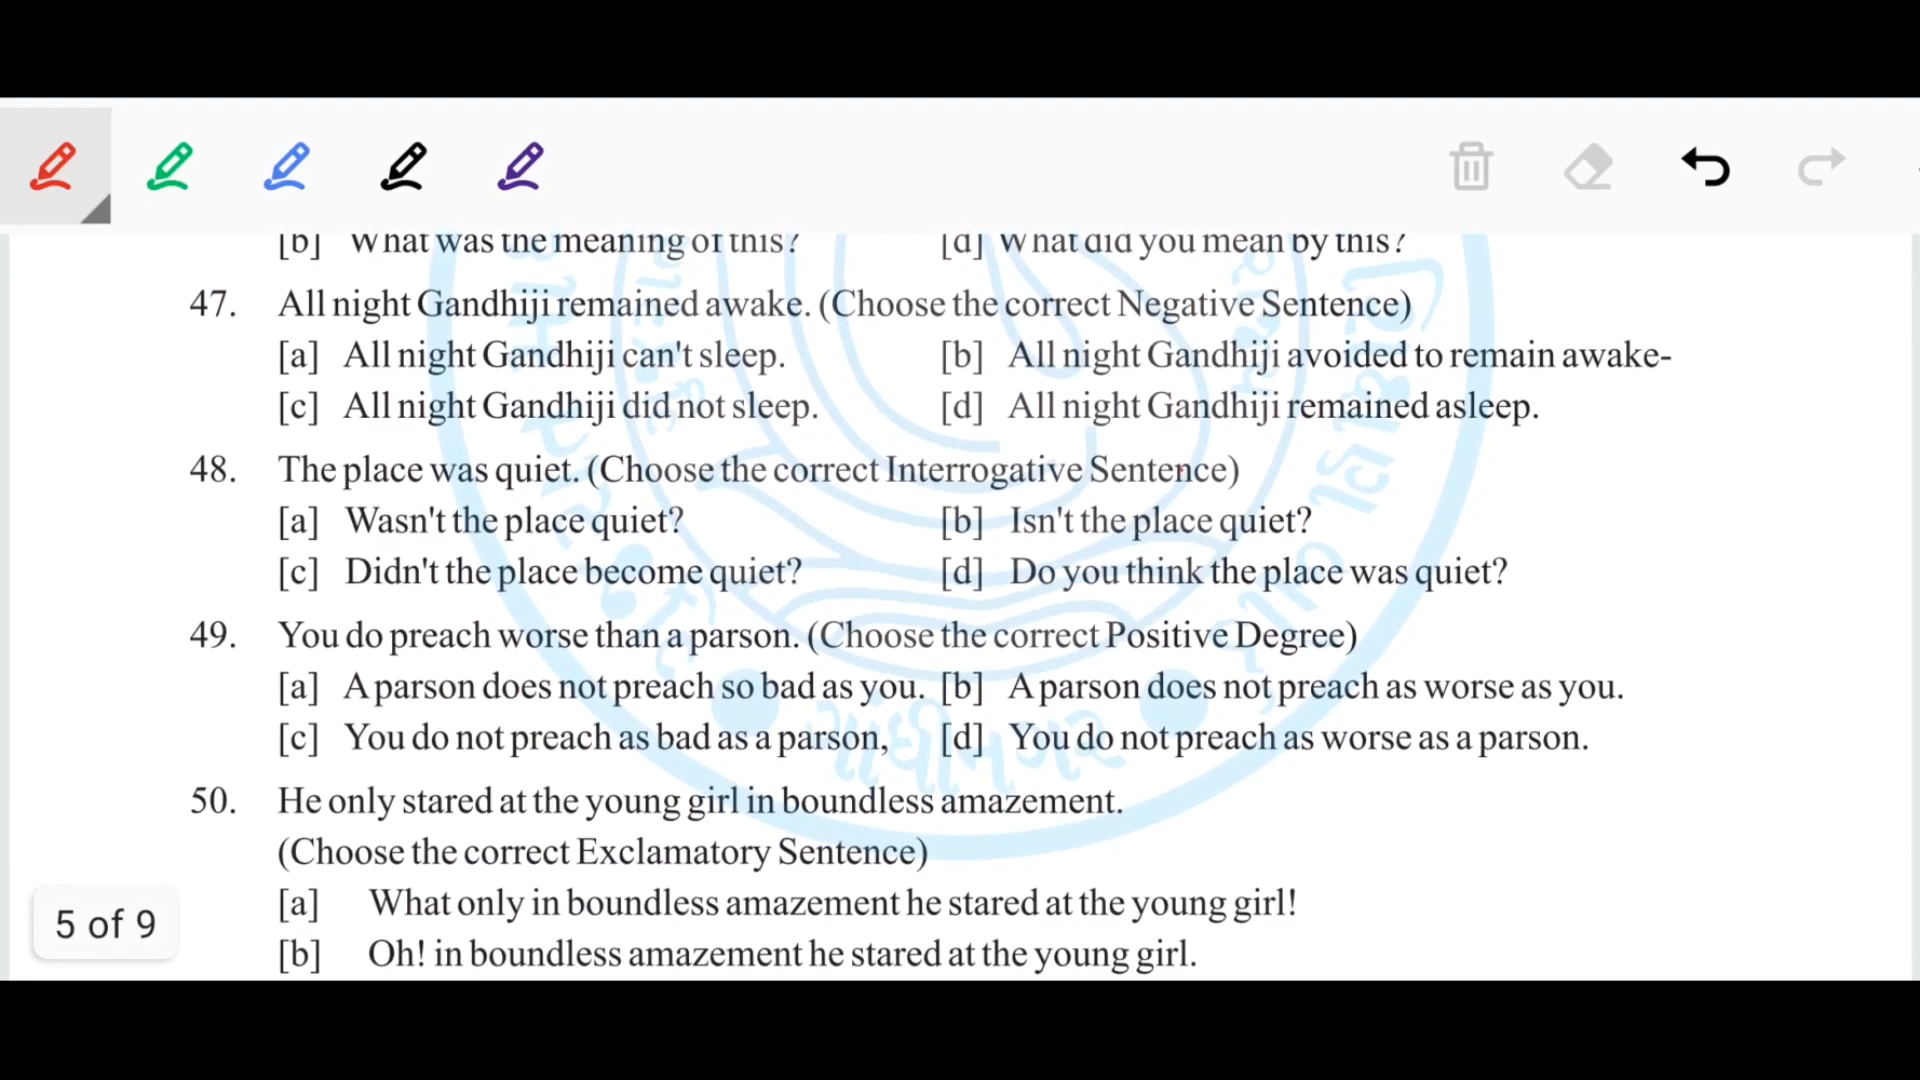 [b] What was the meaning of this? [d] What did you mean by this?
47. All night Gandhiji remained awake. (Choose the correct Negative Sentence)
[a] All night Gandhiji can't sleep. [b] All night Gandhiji avoided to remain awake-
[c] All night Gandhiji did not sleep. [d] All night Gandhiji remained asleep.
48. The place was quiet. (Choose the correct Interrogative Sentence)
[a] Wasn't the place quiet? [b] Isn't the place quiet?
[c] Didn't the place become quiet? [d] Do you think the place was quiet?
49. You do preach worse than a parson. (Choose the correct Positive Degree)
[a] A parson does not preach so bad as you. [b] A parson does not preach as worse as you.
[c] You do not preach as bad as a parson, [d] You do not preach as worse as a parson.
ગાંધીનગર
50. He only stared at the young girl in boundless amazement.
(Choose the correct Exclamatory Sentence)
[a] What only in boundless amazement he stared at the young girl!
5 of 9
[b] Oh! in boundless amazement he stared at the young girl.